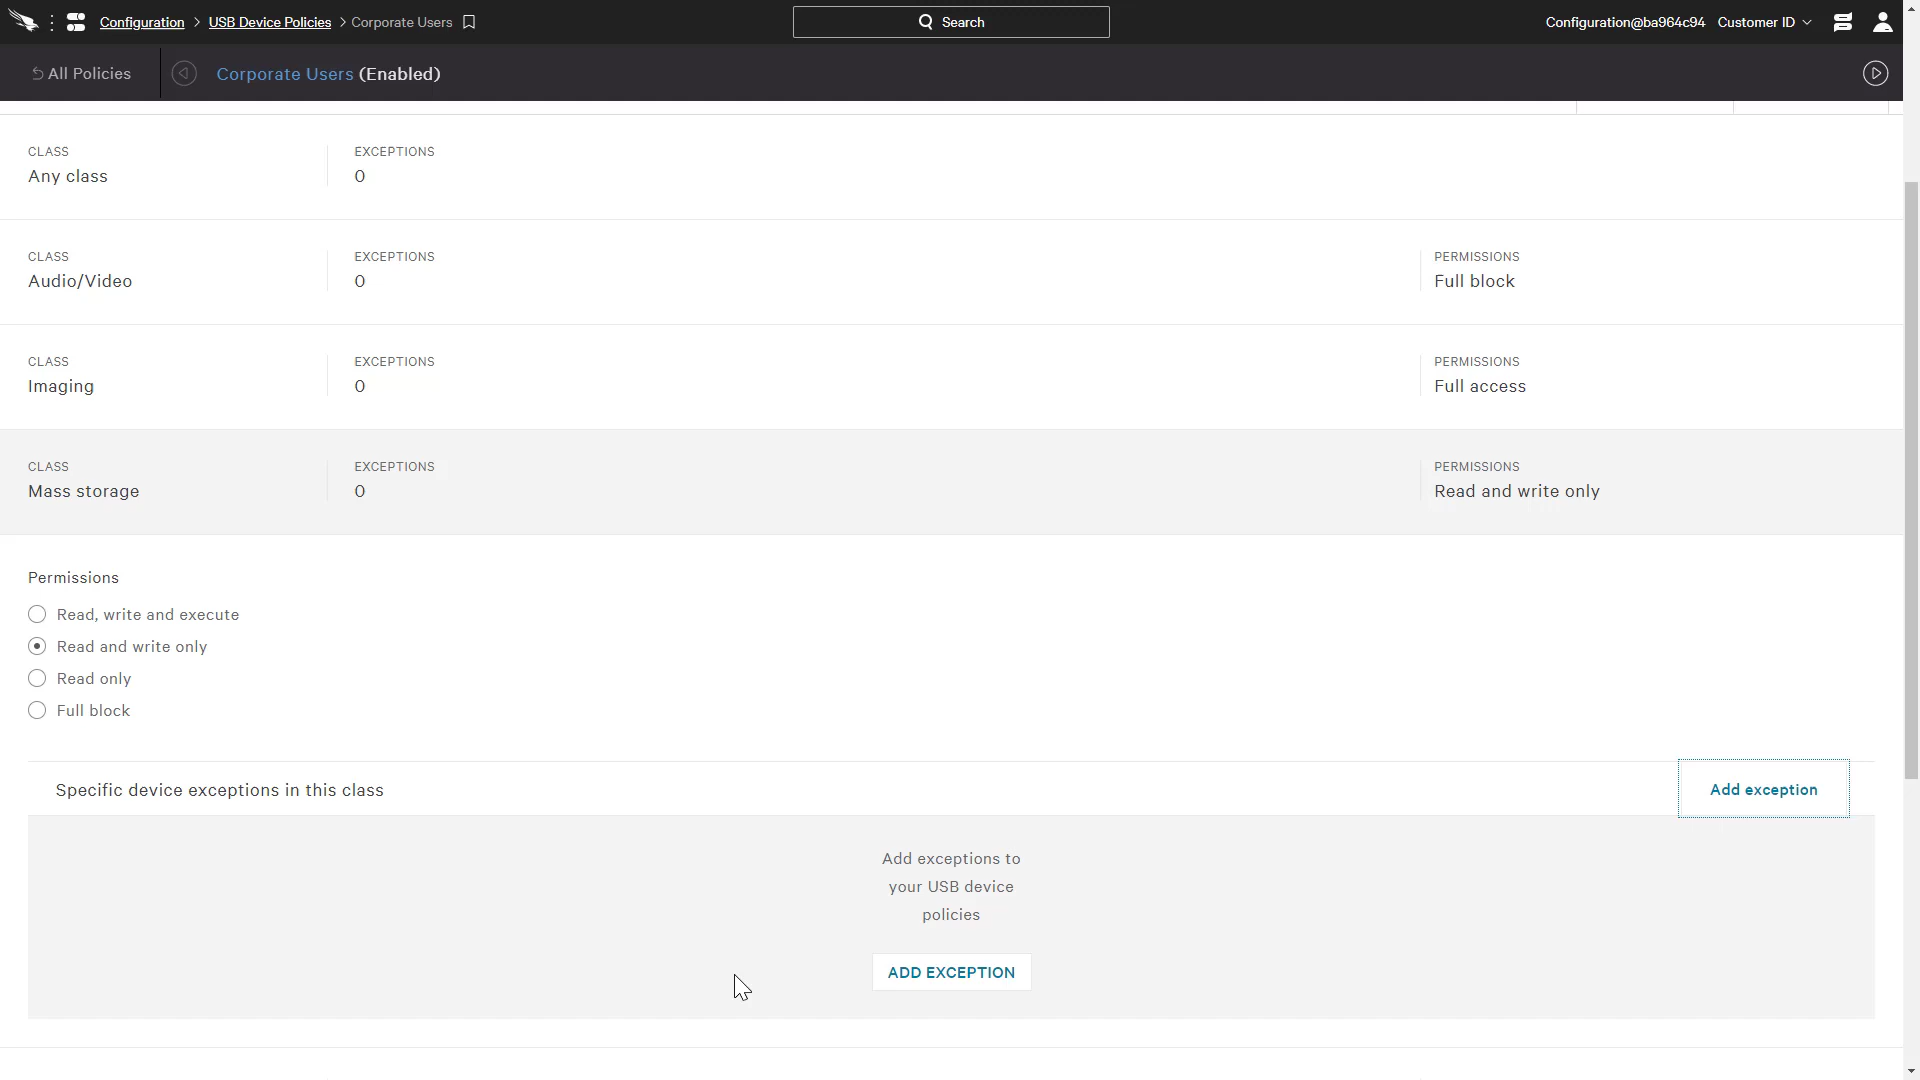 Configuration > USB Device Policies > Corporate Users
Search
Configuration@ba964c94 Customer ID
All Policies
Corporate Users (Enabled)
CLASS
Any class
EXCEPTIONS
0
CLASS
Audio/Video
EXCEPTIONS
0
PERMISSIONS
Full block
CLASS
Imaging
EXCEPTIONS
0
PERMISSIONS
Full access
CLASS
Mass storage
EXCEPTIONS
0
PERMISSIONS
Read and write only
Permissions
Read, write and execute
Read and write only
Read only
Full block
Specific device exceptions in this class
Add exception
Add exceptions to
your USB device
policies
ADD EXCEPTION